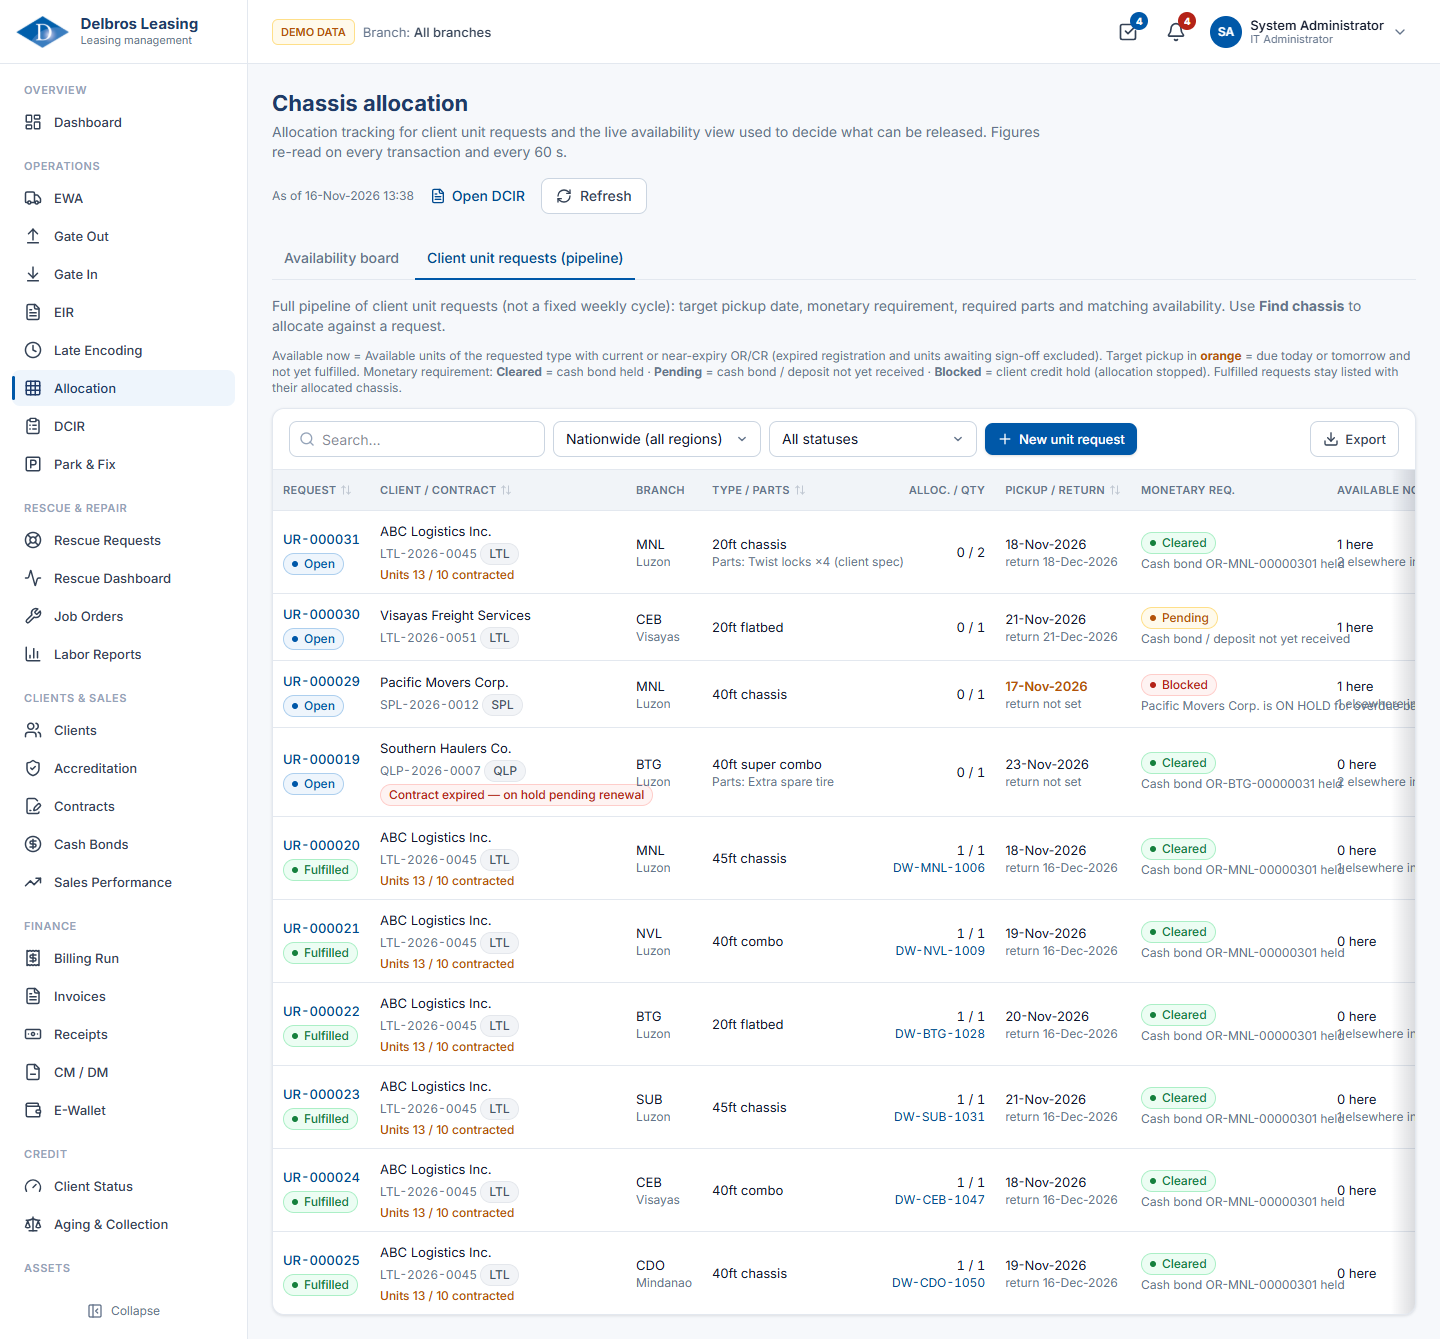 Delbros Leasing
Leasing management
DEMO DATA
Branch: All branches
4
4
SA
System Administrator
IT Administrator
OVERVIEW
Dashboard
OPERATIONS
EWA
Gate Out
Gate In
EIR
Late Encoding
Allocation
DCIR
Park & Fix
RESCUE & REPAIR
Rescue Requests
Rescue Dashboard
Job Orders
Labor Reports
CLIENTS & SALES
Clients
Accreditation
Contracts
Cash Bonds
Sales Performance
FINANCE
Billing Run
Invoices
Receipts
CM / DM
E-Wallet
CREDIT
Client Status
Aging & Collection
ASSETS
Collapse
Chassis allocation
Allocation tracking for client unit requests and the live availability view used to decide what can be released. Figures
re-read on every transaction and every 60 s.
As of 16-Nov-2026 13:38
Open DCIR
Refresh
Availability board
Client unit requests (pipeline)
Full pipeline of client unit requests (not a fixed weekly cycle): target pickup date, monetary requirement, required parts and matching availability. Use Find chassis to
allocate against a request.
Available now = Available units of the requested type with current or near-expiry OR/CR (expired registration and units awaiting sign-off excluded). Target pickup in orange = due today or tomorrow and
not yet fulfilled. Monetary requirement: Cleared = cash bond held · Pending = cash bond / deposit not yet received · Blocked = client credit hold (allocation stopped). Fulfilled requests stay listed with
their allocated chassis.
Search...
Nationwide (all regions)
All statuses
New unit request
Export
REQUEST CLIENT / CONTRACT BRANCH TYPE / PARTS ALLOC. / QTY PICKUP / RETURN MONETARY REQ. AVAILABLE
UR-000031
Open
ABC Logistics Inc.
LTL-2026-0045 LTL
Units 13 / 10 contracted
MNL
Luzon
20ft chassis
Parts: Twist locks ×4 (client spec)
0 / 2
18-Nov-2026
return 18-Dec-2026
Cleared
Cash bond OR-MNL-00000301 held
1 here
2 elsewhere in
UR-000030
Open
Visayas Freight Services
LTL-2026-0051 LTL
CEB
Visayas
20ft flatbed
0 / 1
21-Nov-2026
return 21-Dec-2026
Pending
Cash bond / deposit not yet received
1 here
UR-000029
Open
Pacific Movers Corp.
SPL-2026-0012 SPL
MNL
Luzon
40ft chassis
0 / 1
17-Nov-2026
return not set
Blocked
Pacific Movers Corp. is ON HOLD for overdue
1 here
1 elsewhere in
UR-000019
Open
Southern Haulers Co.
QLP-2026-0007 QLP
Contract expired — on hold pending renewal
BTG
Luzon
40ft super combo
Parts: Extra spare tire
0 / 1
23-Nov-2026
return not set
Cleared
Cash bond OR-BTG-00000031 held
0 here
2 elsewhere in
UR-000020
Fulfilled
ABC Logistics Inc.
LTL-2026-0045 LTL
Units 13 / 10 contracted
MNL
Luzon
45ft chassis
1 / 1
DW-MNL-1006
18-Nov-2026
return 16-Dec-2026
Cleared
Cash bond OR-MNL-00000301 held
0 here
1 elsewhere in
UR-000021
Fulfilled
ABC Logistics Inc.
LTL-2026-0045 LTL
Units 13 / 10 contracted
NVL
Luzon
40ft combo
1 / 1
DW-NVL-1009
19-Nov-2026
return 16-Dec-2026
Cleared
Cash bond OR-MNL-00000301 held
0 here
UR-000022
Fulfilled
ABC Logistics Inc.
LTL-2026-0045 LTL
Units 13 / 10 contracted
BTG
Luzon
20ft flatbed
1 / 1
DW-BTG-1028
20-Nov-2026
return 16-Dec-2026
Cleared
Cash bond OR-MNL-00000301 held
0 here
1 elsewhere in
UR-000023
Fulfilled
ABC Logistics Inc.
LTL-2026-0045 LTL
Units 13 / 10 contracted
SUB
Luzon
45ft chassis
1 / 1
DW-SUB-1031
21-Nov-2026
return 16-Dec-2026
Cleared
Cash bond OR-MNL-00000301 held
0 here
1 elsewhere in
UR-000024
Fulfilled
ABC Logistics Inc.
LTL-2026-0045 LTL
Units 13 / 10 contracted
CEB
Visayas
40ft combo
1 / 1
DW-CEB-1047
18-Nov-2026
return 16-Dec-2026
Cleared
Cash bond OR-MNL-00000301 held
0 here
UR-000025
Fulfilled
ABC Logistics Inc.
LTL-2026-0045 LTL
Units 13 / 10 contracted
CDO
Mindanao
40ft chassis
1 / 1
DW-CDO-1050
19-Nov-2026
return 16-Dec-2026
Cleared
Cash bond OR-MNL-00000301 held
0 here